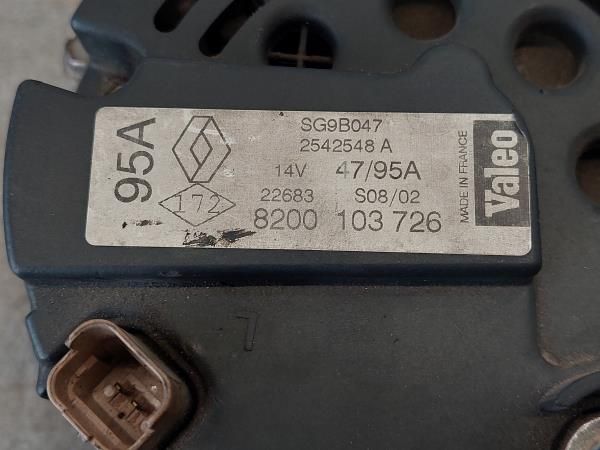 95A
SG9B047
2542548 A
14V 47/95A
172
22683 S08/02
8200 103 726
MADE IN FRANCE
Valeo